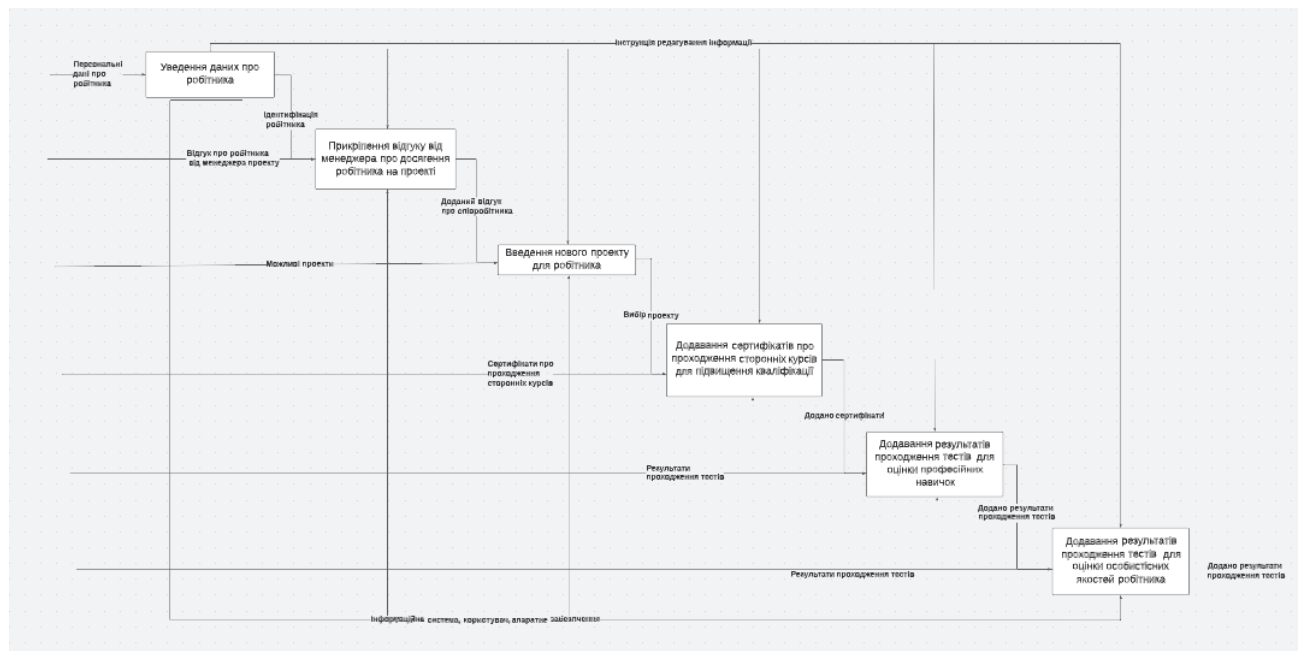 Інструкція редагування інформації
Персональні
дані про
робітника
Уведення даних про
робітника
Ідентифікація
робітника
Відгук про робітника
від менеджера проекту
Прикріпення відгуку від
менеджера про досягення
робітника на проекті
Доданий відгук
про співробітника
Введення нового проекту
для робітника
Можливі проекти
Вибір проекту
Додавання сертифікатів про
проходження сторонніх курсів
для підвищення кваліфікації
Сертифікати про
проходження
сторонніх курсів
Додано сертифікати
Додавання результатів
проходження тестів для
оцінки професійних
навичок
Результати
проходження тестів
Додано результати
проходження тестів
Додавання результатів
проходження тестів для
оцінки особистісних
якостей робітника
Результати проходження тестів
Додано результати
проходження тестів
Інформаційна система, користувач, апаратне забезпечення